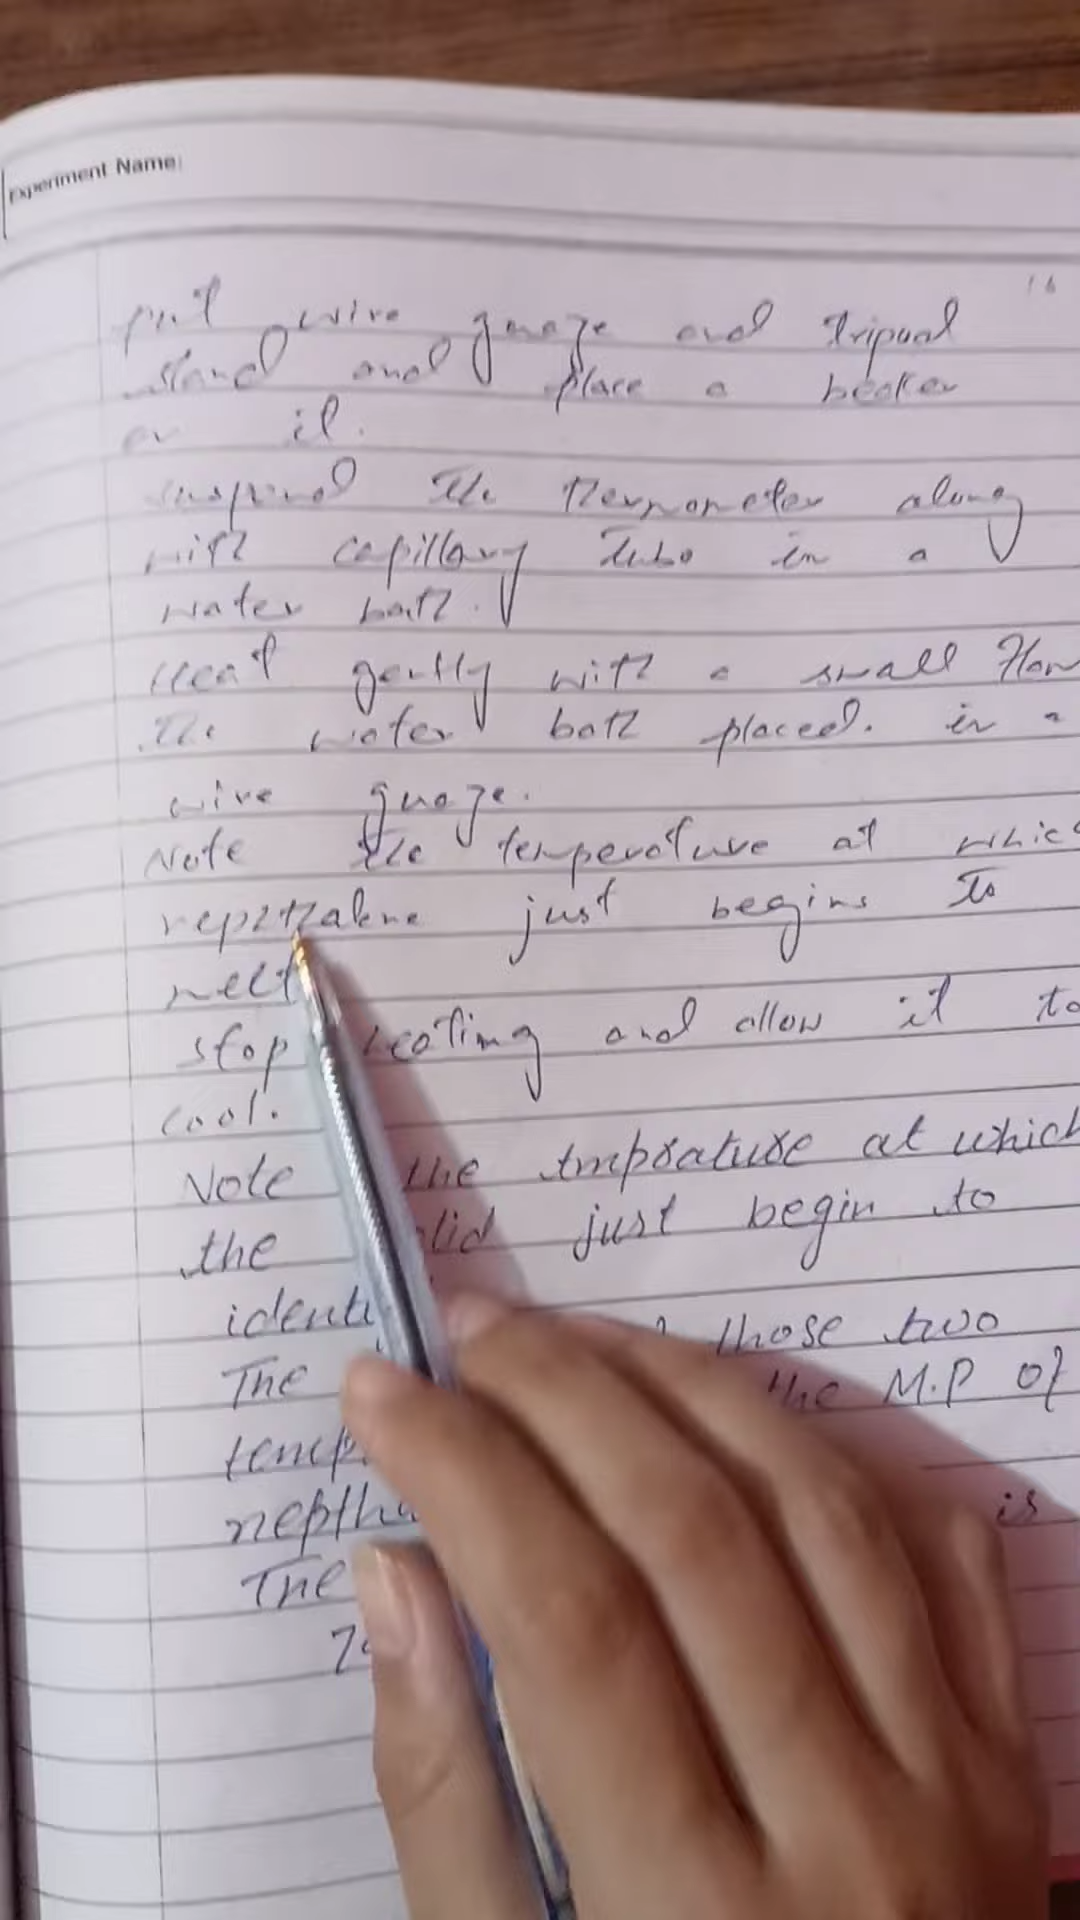 Experiment Name:
16
put wire guaze and tripual
stand and place a beaker
on it.
suspend the thermometer along
with capillary tube in a
water bath.
Heat gently with a small flam
the water bath placed. in a
wire guaze.
Note the temperature at which
nepthalene just begins to
melt
stop heating and allow it to
cool.
Note the tmprature at which
the just begin to
those two
The the M.P of
is
The